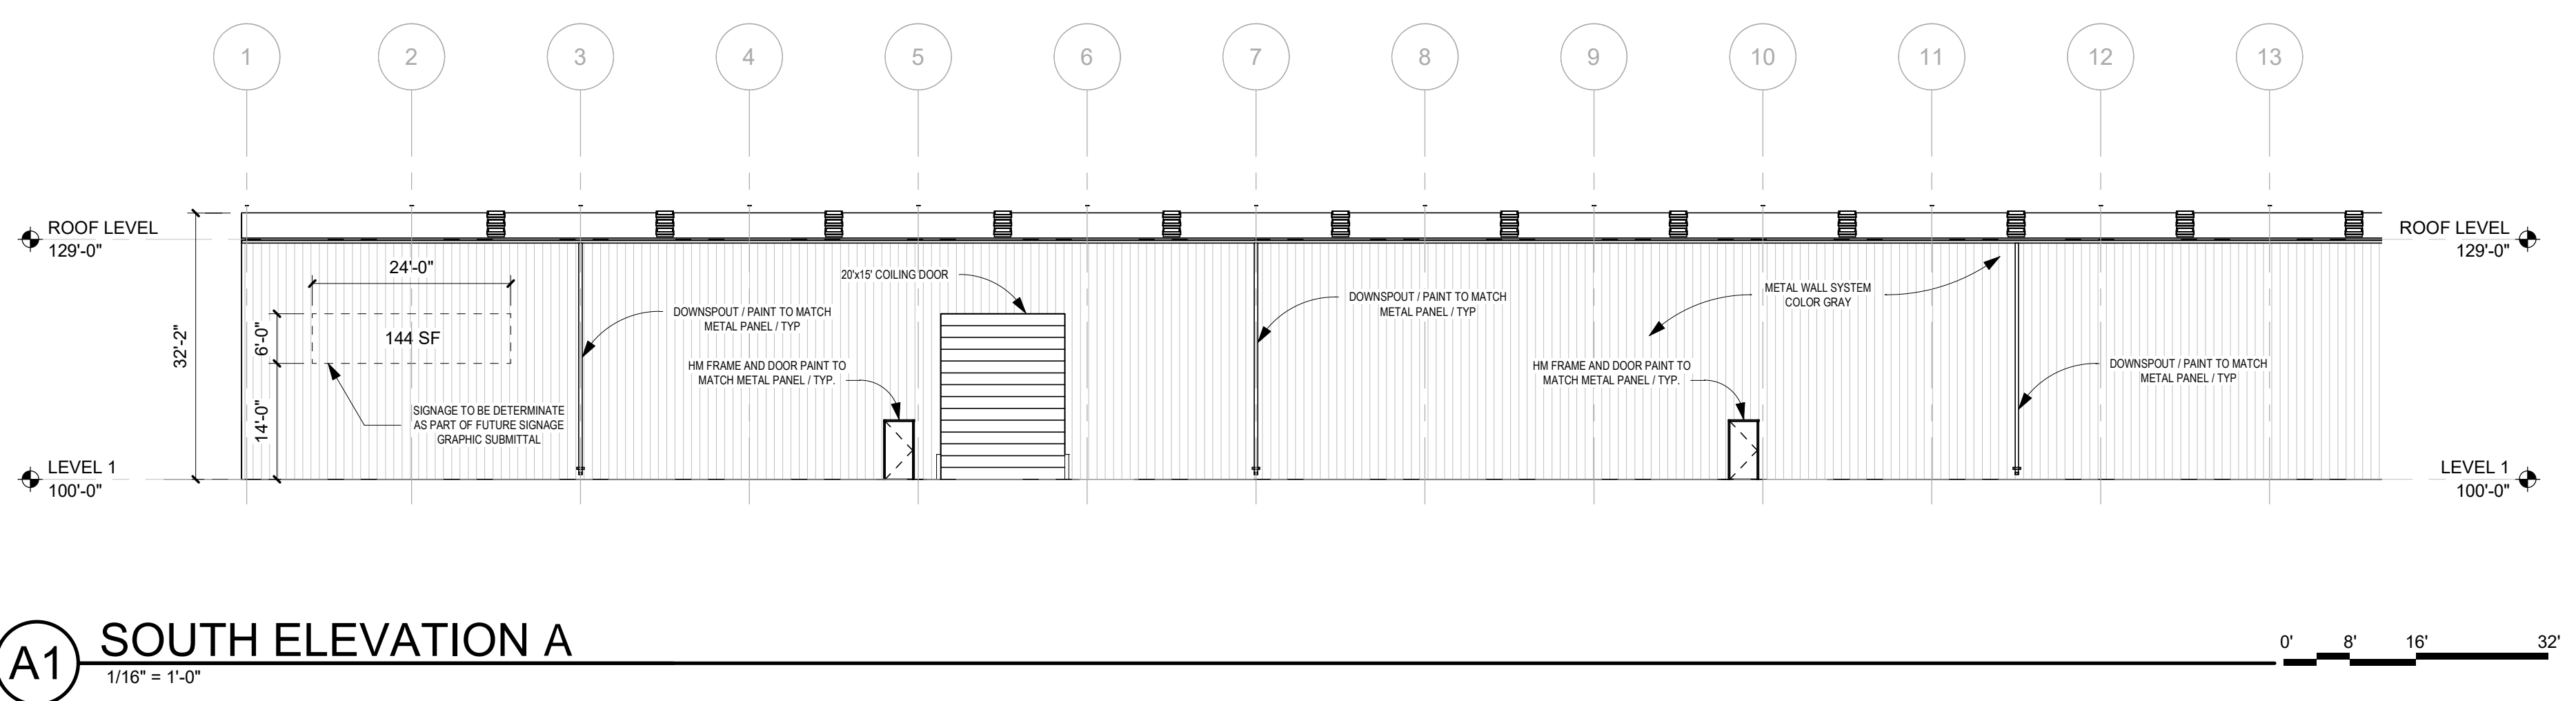 1 2 3 4 5 6 7 8 9 10 11 12 13
ROOF LEVEL
129'-0"
ROOF LEVEL
129'-0"
24'-0"
20'x15' COILING DOOR
METAL WALL SYSTEM
COLOR GRAY
DOWNSPOUT / PAINT TO MATCH
METAL PANEL / TYP
DOWNSPOUT / PAINT TO MATCH
METAL PANEL / TYP
32'-2"
6'-0"
144 SF
HM FRAME AND DOOR PAINT TO
MATCH METAL PANEL / TYP.
HM FRAME AND DOOR PAINT TO
MATCH METAL PANEL / TYP.
DOWNSPOUT / PAINT TO MATCH
METAL PANEL / TYP
14'-0"
SIGNAGE TO BE DETERMINATE
AS PART OF FUTURE SIGNAGE
GRAPHIC SUBMITTAL
LEVEL 1
100'-0"
LEVEL 1
100'-0"
A1
SOUTH ELEVATION A
1/16" = 1'-0"
0' 8' 16' 32'